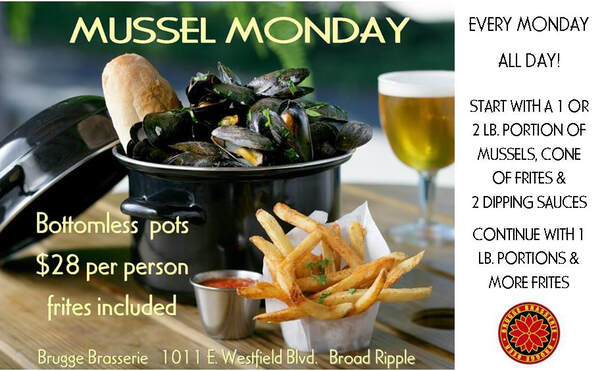 MUSSEL MONDAY
Bottomless pots
$28 per person
frites included
Brugge Brasserie 1011 E. Westfield Blvd. Broad Ripple
EVERY MONDAY
ALL DAY!
START WITH A 1 OR
2 LB. PORTION OF
MUSSELS, CONE
OF FRITES &
2 DIPPING SAUCES
CONTINUE WITH 1
LB. PORTIONS &
MORE FRITES
BRUGGE BRASSERIE